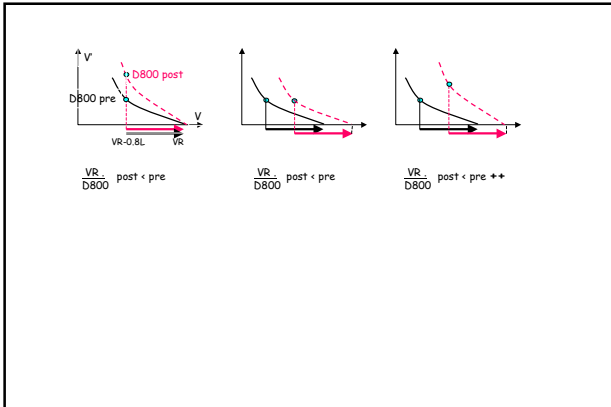 V'
D800 post
D800 pre
V
VR-0.8L VR
VR .
D800 post < pre
VR .
D800 post < pre
VR .
D800 post < pre ++